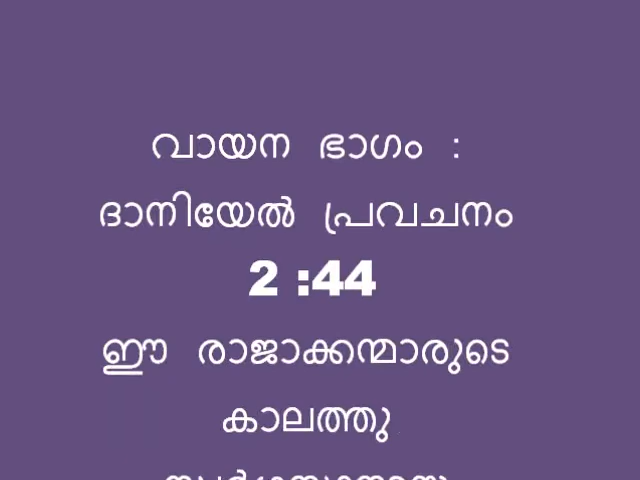 വായന ഭാഗം :
ദാനിയേൽ പ്രവചനം
2 :44
ഈ രാജാക്കന്മാരുടെ
കാലത്തു